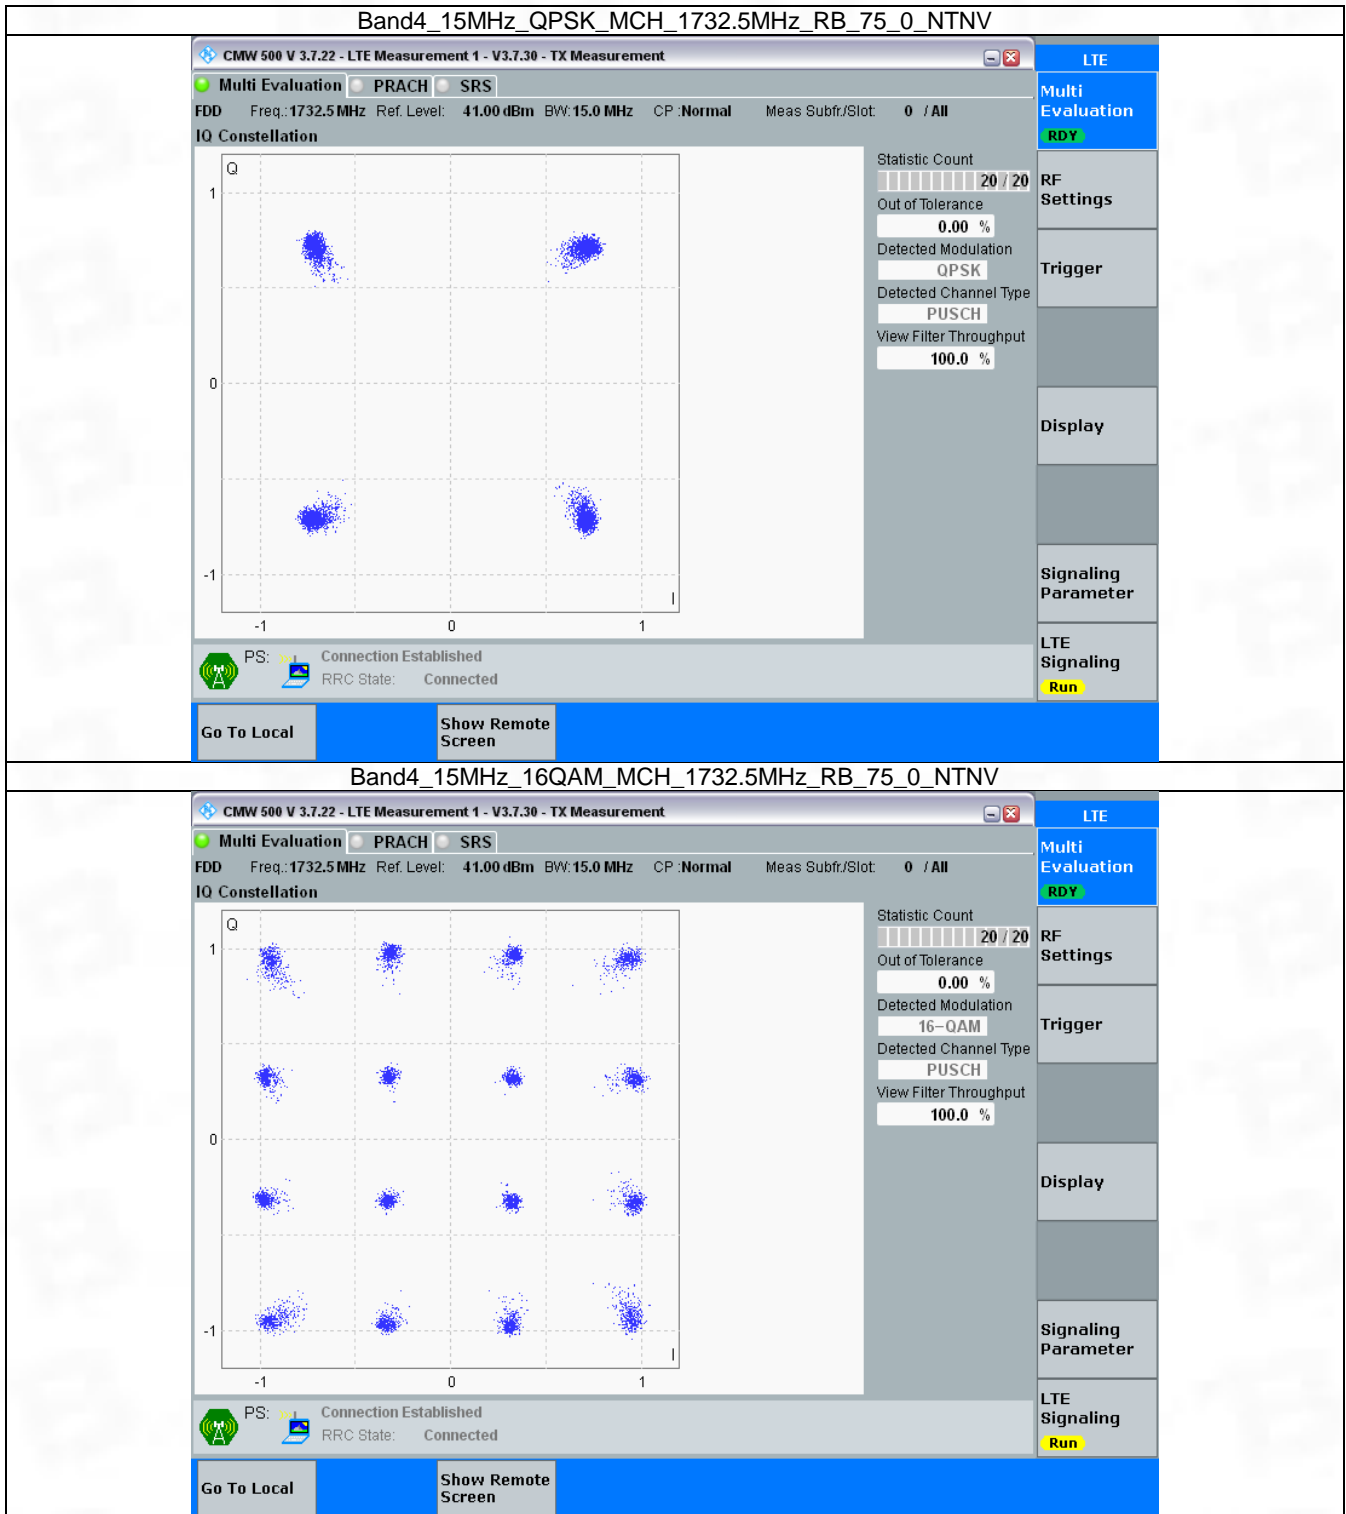 Band4_15MHz_QPSK_MCH_1732.5MHz_RB_75_0_NTNV
CMW 500 V 3.7.22 - LTE Measurement 1 - V3.7.30 - TX Measurement
LTE
Multi Evaluation PRACH SRS
Multi
Evaluation
RDY
FDD Freq.:1732.5 MHz Ref. Level: 41.00 dBm BW:15.0 MHz CP :Normal Meas Subfr./Slot: 0 / All
IQ Constellation
Q
1
0
-1
I
-1 0 1
Statistic Count
20 / 20
Out of Tolerance
0.00 %
Detected Modulation
QPSK
Detected Channel Type
PUSCH
View Filter Throughput
100.0 %
RF
Settings
Trigger
Display
Signaling
Parameter
LTE
Signaling
Run
PS: Connection Established
RRC State: Connected
Go To Local
Show Remote
Screen
Band4_15MHz_16QAM_MCH_1732.5MHz_RB_75_0_NTNV
CMW 500 V 3.7.22 - LTE Measurement 1 - V3.7.30 - TX Measurement
LTE
Multi Evaluation PRACH SRS
Multi
Evaluation
RDY
FDD Freq.:1732.5 MHz Ref. Level: 41.00 dBm BW:15.0 MHz CP :Normal Meas Subfr./Slot: 0 / All
IQ Constellation
Q
1
0
-1
I
-1 0 1
Statistic Count
20 / 20
Out of Tolerance
0.00 %
Detected Modulation
16-QAM
Detected Channel Type
PUSCH
View Filter Throughput
100.0 %
RF
Settings
Trigger
Display
Signaling
Parameter
LTE
Signaling
Run
PS: Connection Established
RRC State: Connected
Go To Local
Show Remote
Screen